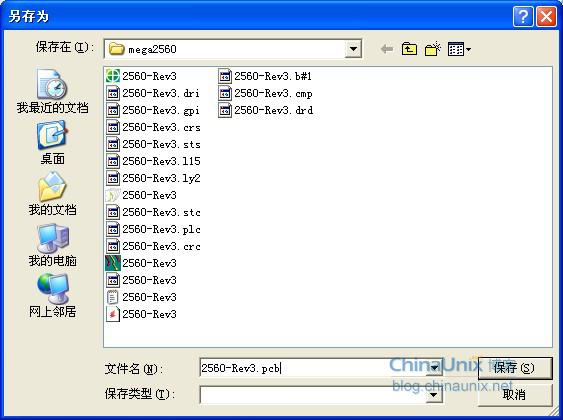 另存为
保存在(I):
mega2560
我最近的文档
桌面
我的文档
我的电脑
网上邻居
2560-Rev3
2560-Rev3.dri
2560-Rev3.gpi
2560-Rev3.crs
2560-Rev3.sts
2560-Rev3.l15
2560-Rev3.ly2
2560-Rev3
2560-Rev3.stc
2560-Rev3.plc
2560-Rev3.crc
2560-Rev3
2560-Rev3
2560-Rev3
2560-Rev3
2560-Rev3.b#1
2560-Rev3.cmp
2560-Rev3.drd
文件名(N):
2560-Rev3.pcb
保存(S)
保存类型(T):
取消
ChinaUnix 博客
blog.chinaunix.net